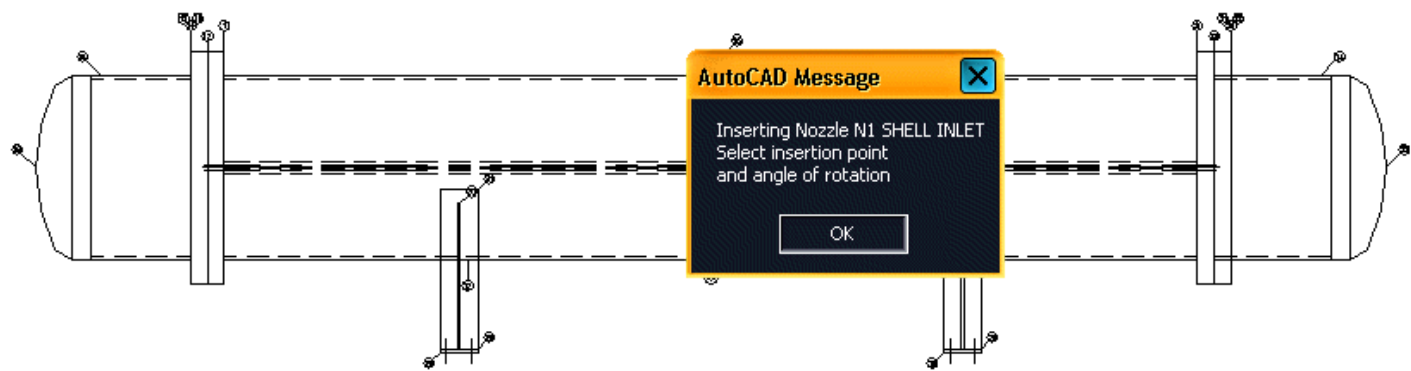 AutoCAD Message
Inserting Nozzle N1 SHELL INLET
Select insertion point
and angle of rotation
OK